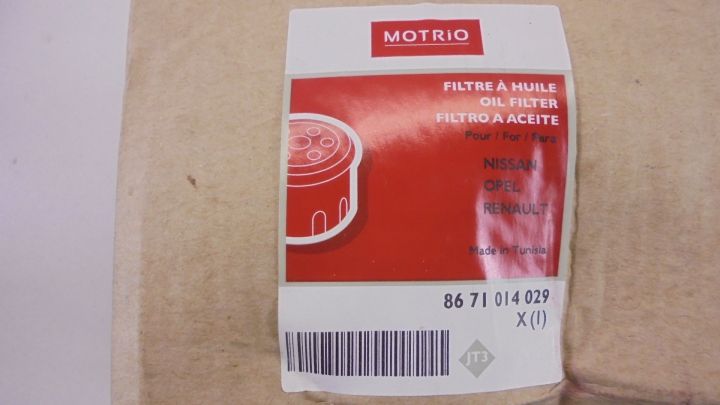 MOTRiO
FILTRE À HUILE
OIL FILTER
FILTRO A ACEITE
Pour / For / Para
NISSAN
OPEL
RENAULT
Made in Tunisia
86 71 014 029
X (1)
JT3